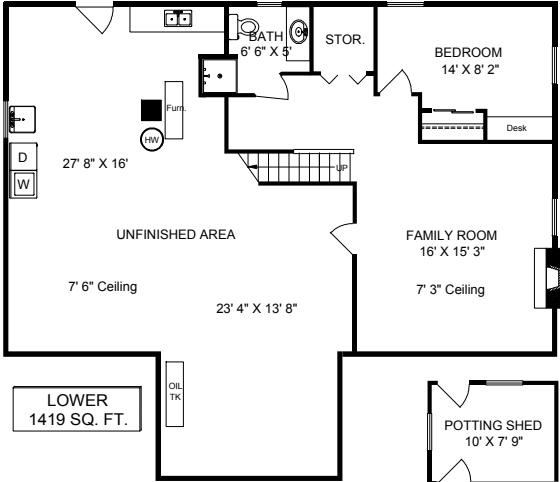 BATH
6' 6" X 5'
STOR.
BEDROOM
14' X 8' 2"
Desk
Furn.
HW
D
W
27' 8" X 16'
UP
UNFINISHED AREA
FAMILY ROOM
16' X 15' 3"
7' 6" Ceiling
7' 3" Ceiling
23' 4" X 13' 8"
OIL
TK
LOWER
1419 SQ. FT.
POTTING SHED
10' X 7' 9"